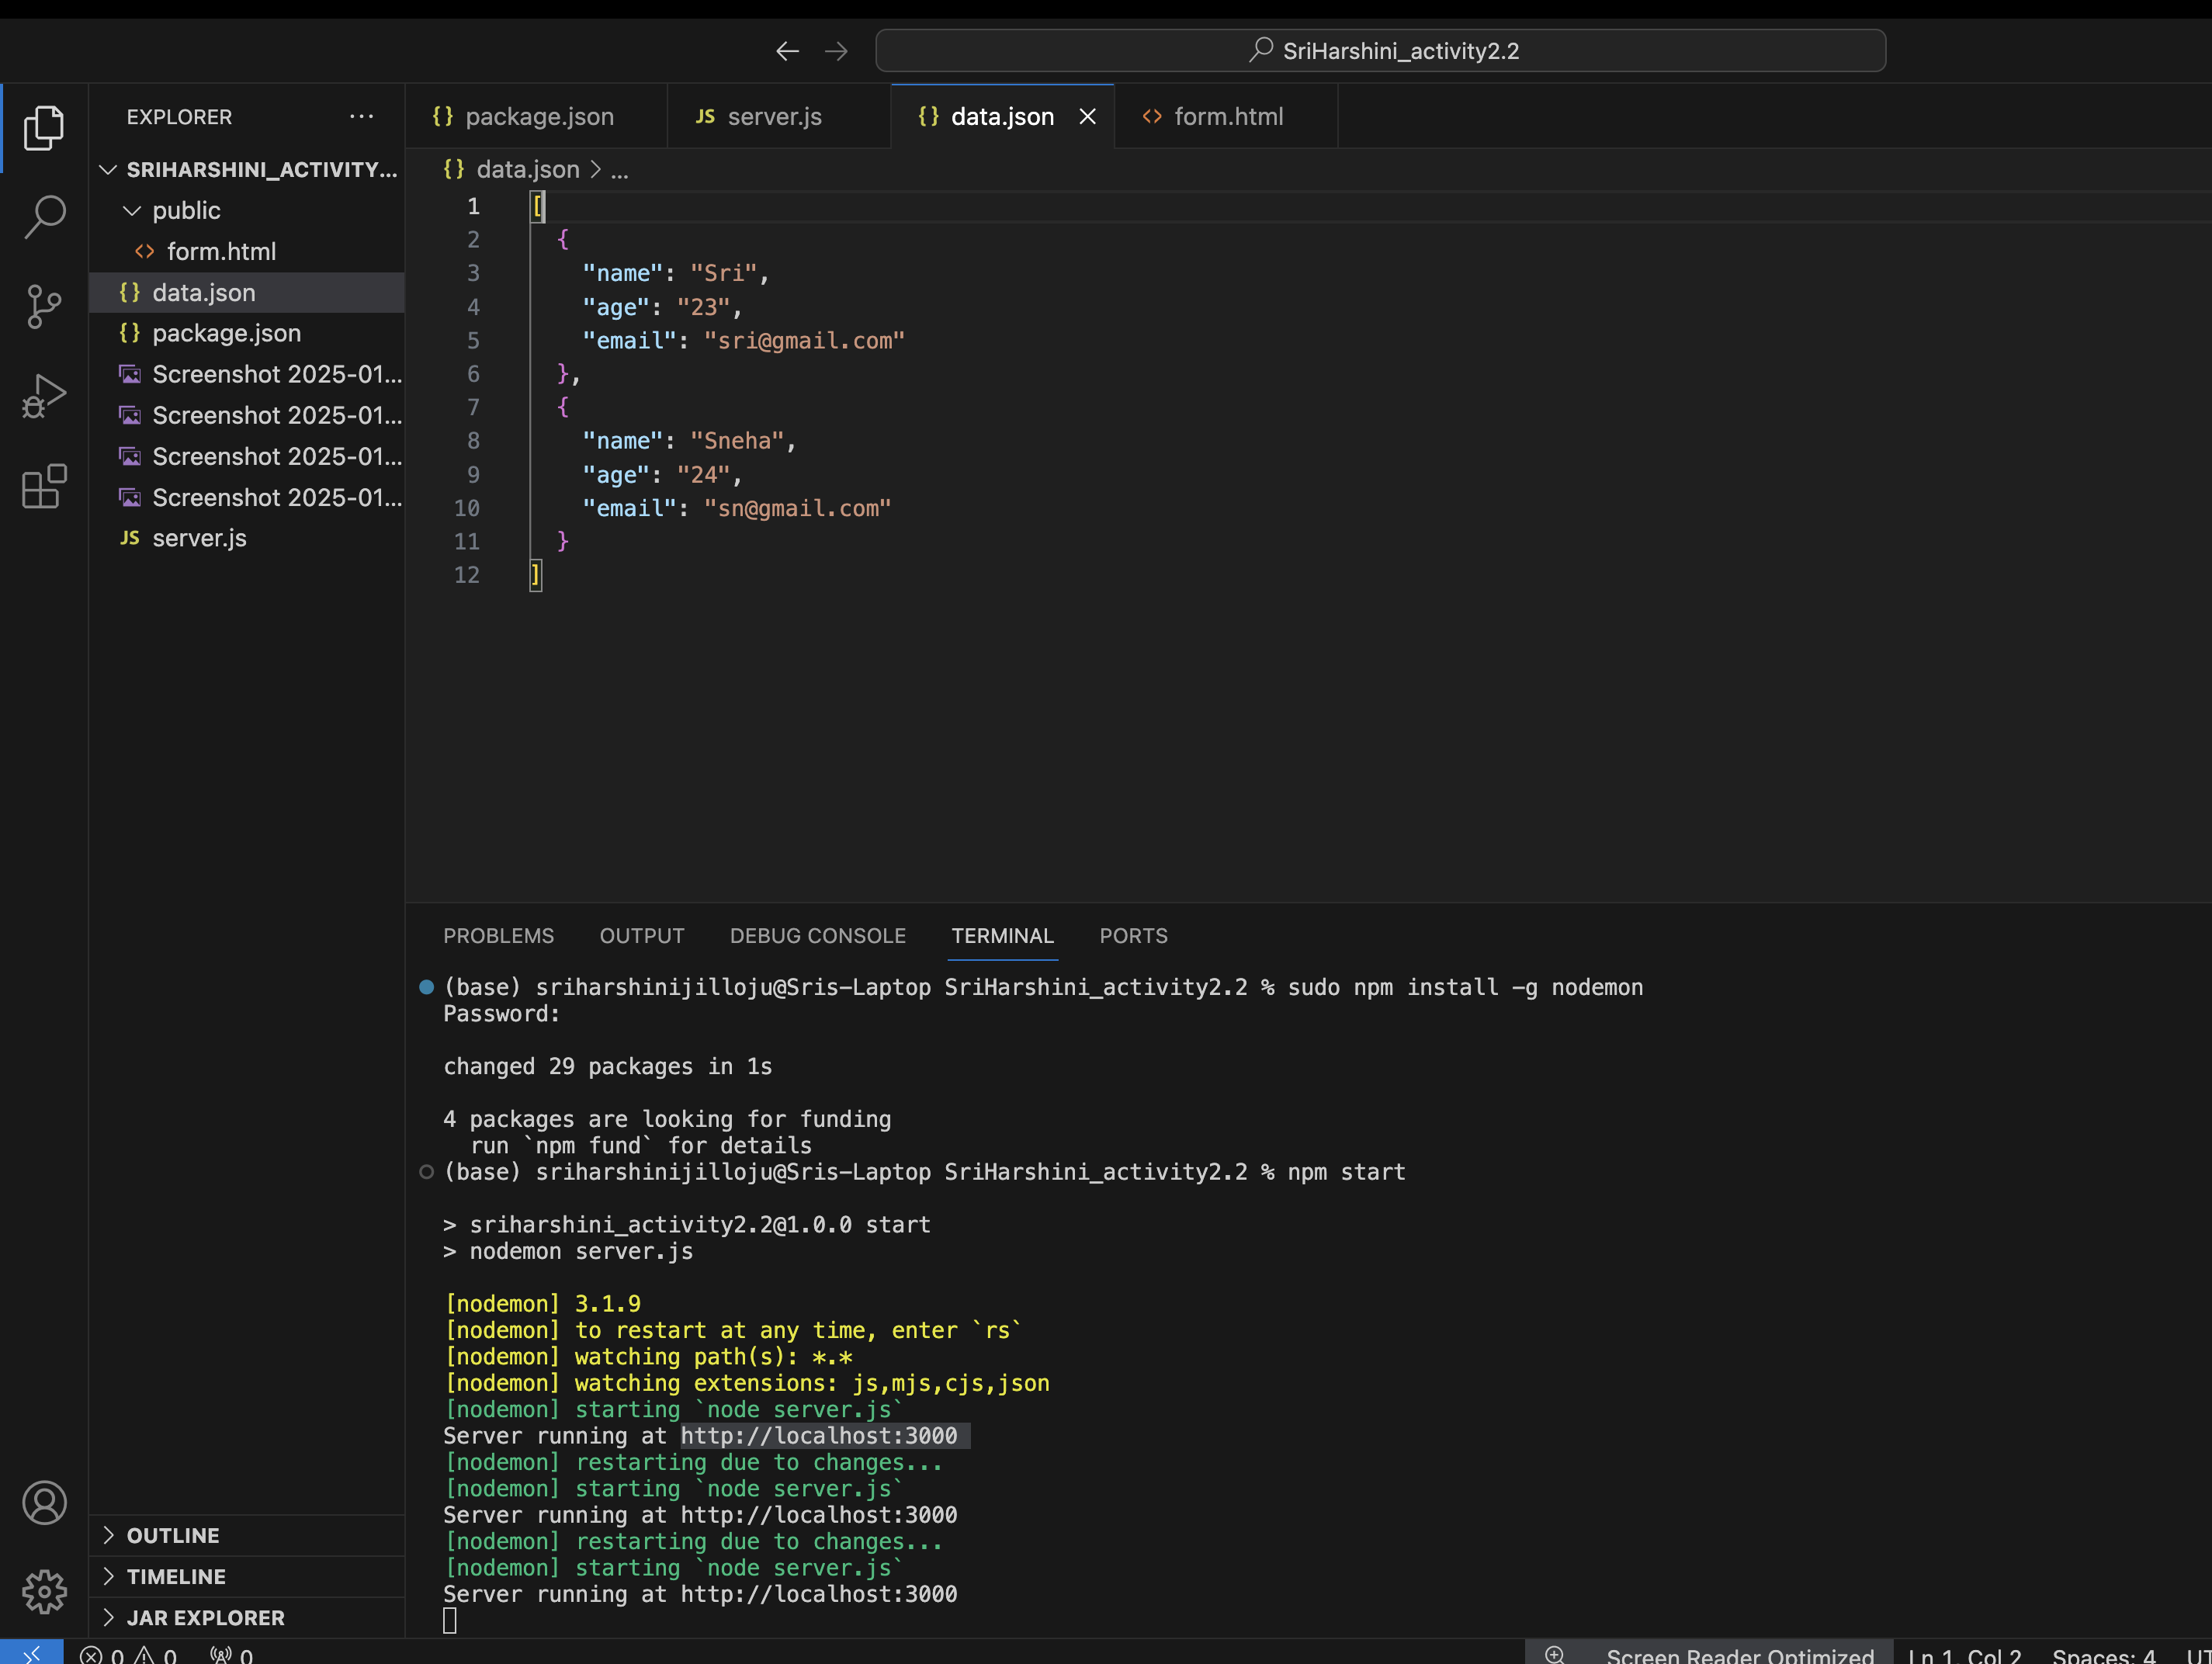 SriHarshini_activity2.2
EXPLORER ...
package.json
server.js
data.json
form.html
SRIHARSHINI_ACTIVITY...
public
form.html
data.json
package.json
Screenshot 2025-01...
Screenshot 2025-01...
Screenshot 2025-01...
Screenshot 2025-01...
server.js
{} data.json > ...
1 [
2 {
3 "name": "Sri",
4 "age": "23",
5 "email": "sri@gmail.com"
6 },
7 {
8 "name": "Sneha",
9 "age": "24",
10 "email": "sn@gmail.com"
11 }
12 ]
PROBLEMS OUTPUT DEBUG CONSOLE TERMINAL PORTS
(base) sriharshinijilloju@Sris-Laptop SriHarshini_activity2.2 % sudo npm install -g nodemon
Password:
changed 29 packages in 1s
4 packages are looking for funding
run `npm fund` for details
(base) sriharshinijilloju@Sris-Laptop SriHarshini_activity2.2 % npm start
> sriharshini_activity2.2@1.0.0 start
> nodemon server.js
[nodemon] 3.1.9
[nodemon] to restart at any time, enter `rs`
[nodemon] watching path(s): *.*
[nodemon] watching extensions: js,mjs,cjs,json
[nodemon] starting `node server.js`
Server running at http://localhost:3000
[nodemon] restarting due to changes...
[nodemon] starting `node server.js`
Server running at http://localhost:3000
[nodemon] restarting due to changes...
[nodemon] starting `node server.js`
Server running at http://localhost:3000
OUTLINE
TIMELINE
JAR EXPLORER
0 0 0
Screen Reader Optimized Ln 1, Col 2 Spaces: 4